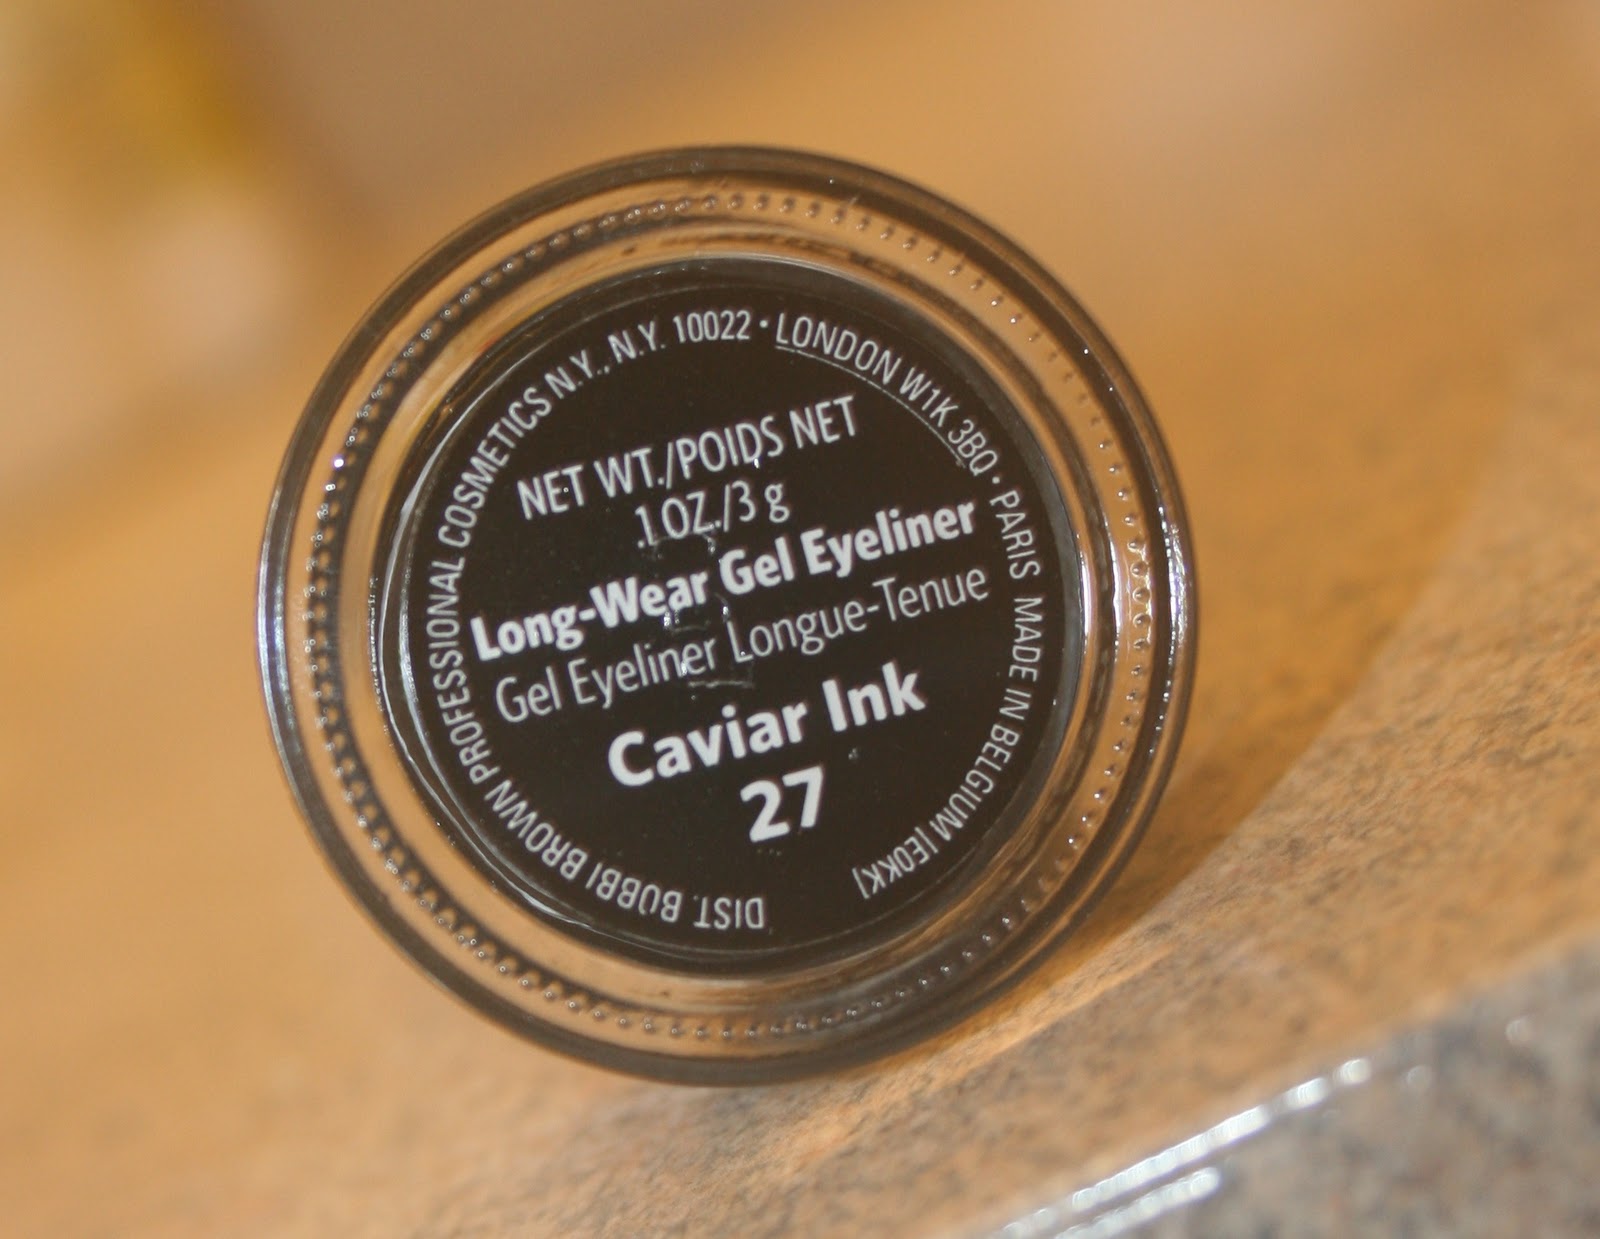 DIST. BOBBI BROWN PROFESSIONAL COSMETICS N.Y., N.Y. 10022 · LONDON W1K 3BQ · PARIS MADE IN BELGIUM [EOKK]
NET WT./POIDS NET
.1 OZ./3 g
Long-Wear Gel Eyeliner
Gel Eyeliner Longue-Tenue
Caviar Ink
27